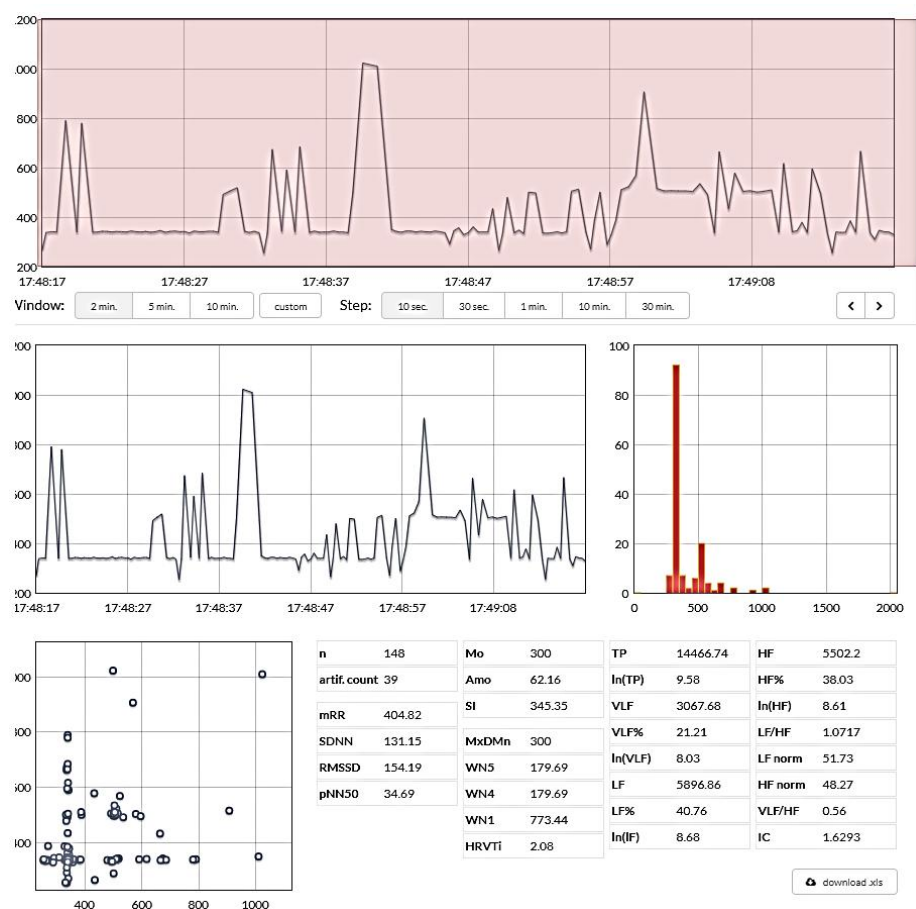 200
000
800
600
400
200
17:48:17 17:48:27 17:48:37 17:48:47 17:48:57 17:49:08
Window: 2 min. 5 min. 10 min. custom Step: 10 sec. 30 sec. 1 min. 10 min. 30 min. < >
200 100
000 80
800 60
600 40
400 20
200 0
17:48:17 17:48:27 17:48:37 17:48:47 17:48:57 17:49:08 0 500 1000 1500 2000
000
800
400
400 600 800 1000
n 148 Mo 300 TP 14466.74 HF 5502.2
artif. count 39 Amo 62.16 ln(TP) 9.58 HF% 38.03
SI 345.35 VLF 3067.68 ln(HF) 8.61
mRR 404.82 VLF% 21.21 LF/HF 1.0717
SDNN 131.15 MxDMn 300 ln(VLF) 8.03 LF norm 51.73
RMSSD 154.19 WN5 179.69 LF 5896.86 HF norm 48.27
pNN50 34.69 WN4 179.69 LF% 40.76 VLF/HF 0.56
WN1 773.44 ln(lF) 8.68 IC 1.6293
HRVTi 2.08
download .xls